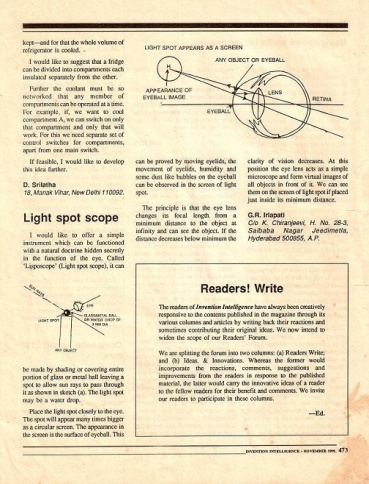 kept—and for that the whole volume of
refrigerator is cooled.
I would like to suggest that a fridge
can be divided into compartments each
insulated separately from the other.
Further the coolant must be so
networked that any member of
compartments can be operated at a time.
For example, if, we want to cool
compartment A, we can switch on only
that compartment and only that will
work. For this we need separate set of
control switches for compartments,
apart from one main switch.
If feasible, I would like to develop
this idea further.
D. Srilatha
18, Manak Vihar, New Delhi 110092.
Light spot scope
I would like to offer a simple
instrument which can be functioned
with a natural doctrine hidden secretly
in the function of the eye. Called
'Liposcope' (Light spot scope), it can
SUN RAYS
EYE
LIGHT SPOT
GLASS/METAL BALL
OR WATER DROP OF
DIA
ANY OBJECT
be made by shading or covering entire
portion of glass or metal ball leaving a
spot to allow sun rays to pass through
it as shown in sketch (a). The light spot
may be a water drop.
Place the light spot closely to the eye.
The spot will appear many times bigger
as a circular screen. The appearance in
the screen is the surface of eyeball. This
LIGHT SPOT APPEARS AS A SCREEN
ANY OBJECT OR EYEBALL
APPEARANCE OF
EYEBALL IMAGE
LENS
RETINA
EYEBALL
can be proved by moving eyelids, the
movement of eyelids, humidity and
some dust like bubbles on the eyeball
can be observed in the screen of light
spot.
The principle is that the eye lens
changes its focal length from a
minimum distance to the object at
infinity and can see the object. If the
distance decreases below minimum the
clarity of vision decreases. At this
position the eye lens acts as a simple
microscope and form virtual images of
all objects in front of it. We can see
them on the screen of light spot if placed
just inside its minimum distance.
G.R. Iriapati
C/o K. Chiranjeevi, H. No. 28-3,
Saibaba Nagar Jeedimetla,
Hyderabad 500855, A.P.
Readers! Write
The readers of Invention Intelligence have always been creatively
responsive to the contents published in the magazine through its
various columns and articles by writing back their reactions and
sometimes contributing their original ideas. We now intend to
widen the scope of our Readers' Forum.
We are splitting the forum into two columns: (a) Readers Write;
and (b) Ideas & Innovations. Whereas the former would
incorporate the reactions, comments, suggestions and
improvements from the readers in response to the published
material, the latter would carry the innovative ideas of a reader
to the fellow readers for their benefit and comments. We invite
our readers to participate in these columns.
—Ed.
INVENTION INTELLIGENCE - NOVEMBER 473